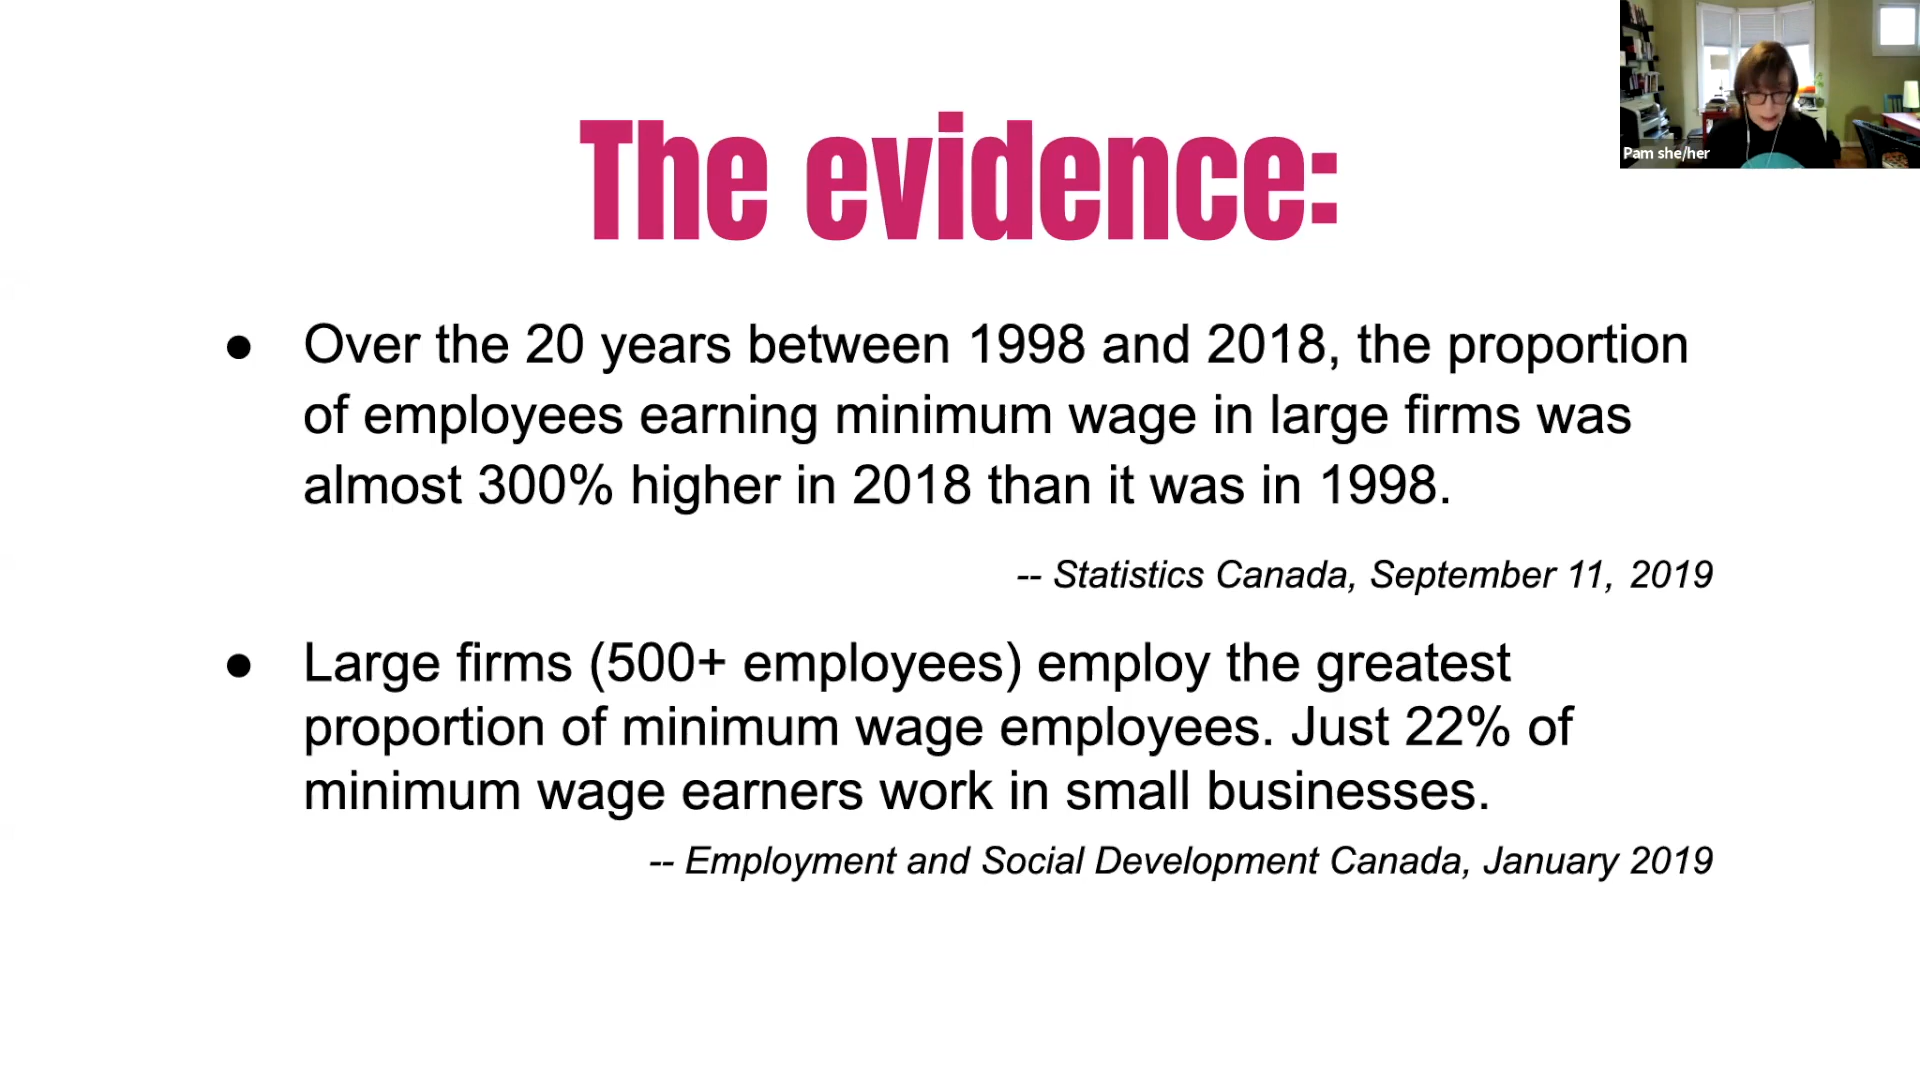 Pam she/her
The evidence:
● Over the 20 years between 1998 and 2018, the proportion
of employees earning minimum wage in large firms was
almost 300% higher in 2018 than it was in 1998.
-- Statistics Canada, September 11, 2019
● Large firms (500+ employees) employ the greatest
proportion of minimum wage employees. Just 22% of
minimum wage earners work in small businesses.
-- Employment and Social Development Canada, January 2019